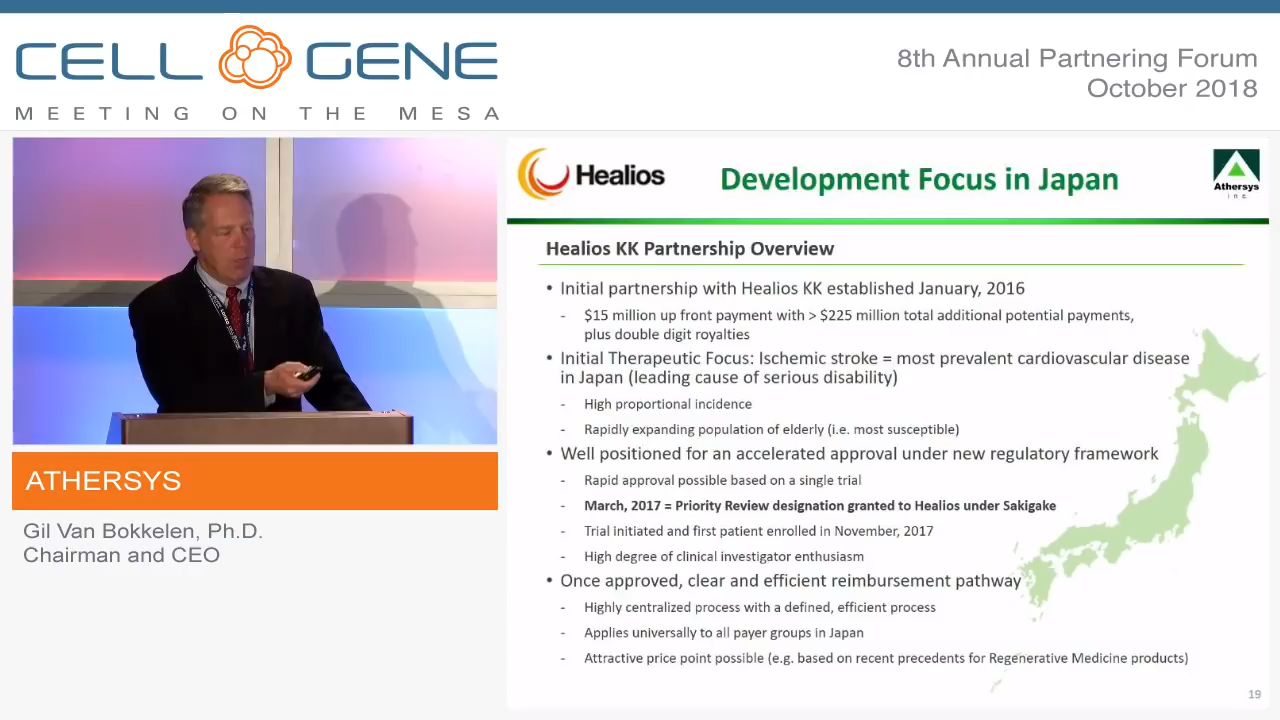 CELL GENE
MEETING ON THE MESA
8th Annual Partnering Forum
October 2018
Healios
Development Focus in Japan
Athersys
INC
Healios KK Partnership Overview
• Initial partnership with Healios KK established January, 2016
- $15 million up front payment with > $225 million total additional potential payments,
plus double digit royalties
• Initial Therapeutic Focus: Ischemic stroke = most prevalent cardiovascular disease
in Japan (leading cause of serious disability)
- High proportional incidence
- Rapidly expanding population of elderly (i.e. most susceptible)
• Well positioned for an accelerated approval under new regulatory framework
- Rapid approval possible based on a single trial
- March, 2017 = Priority Review designation granted to Healios under Sakigake
- Trial initiated and first patient enrolled in November, 2017
- High degree of clinical investigator enthusiasm
• Once approved, clear and efficient reimbursement pathway
- Highly centralized process with a defined, efficient process
- Applies universally to all payer groups in Japan
- Attractive price point possible (e.g. based on recent precedents for Regenerative Medicine products)
19
ATHERSYS
Gil Van Bokkelen, Ph.D.
Chairman and CEO